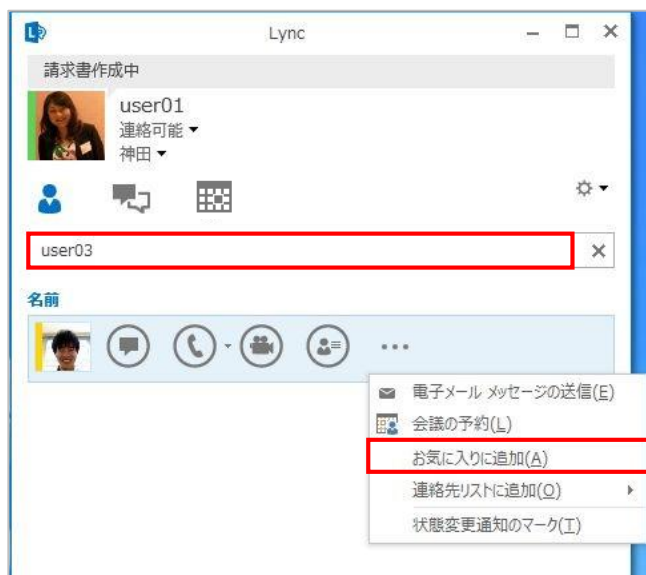 Lync
請求書作成中
user01
連絡可能
神田
user03
名前
電子メール メッセージの送信(E)
会議の予約(L)
お気に入りに追加(A)
連絡先リストに追加(O)
状態変更通知のマーク(T)